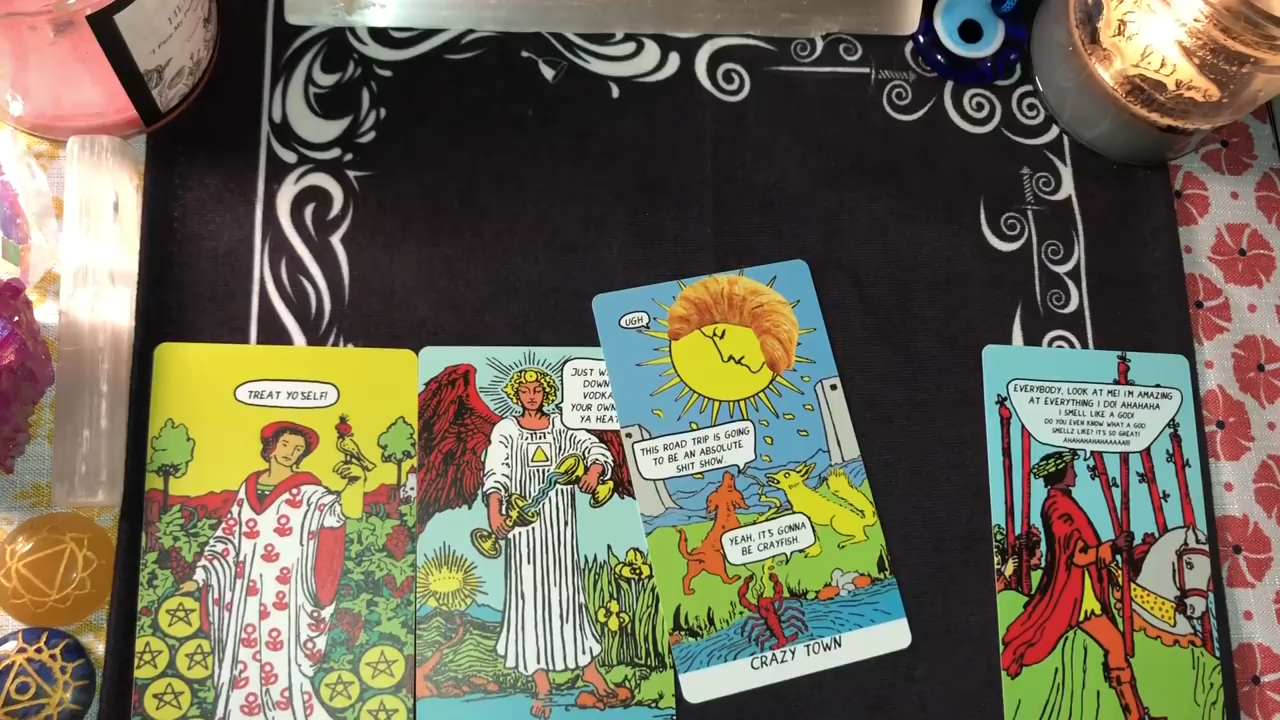 TREAT YO'SELF!
JUST
DOWN
VODKA
YOUR OWN
YA
UGH
THIS ROAD TRIP IS GOING
TO BE AN ABSOLUTE
SHIT SHOW.
YEAH, IT'S GONNA
BE CRAYFISH.
CRAZY TOWN
EVERYBODY, LOOK AT ME! I'M AMAZING
AT EVERYTHING I DO! AHAHAHA
I SMELL LIKE A GOD!
DO YOU EVEN KNOW WHAT A GOD
SMELLZ LIKE? IT'S SO GREAT!
AHAHAHAHAHAAAAA!!!